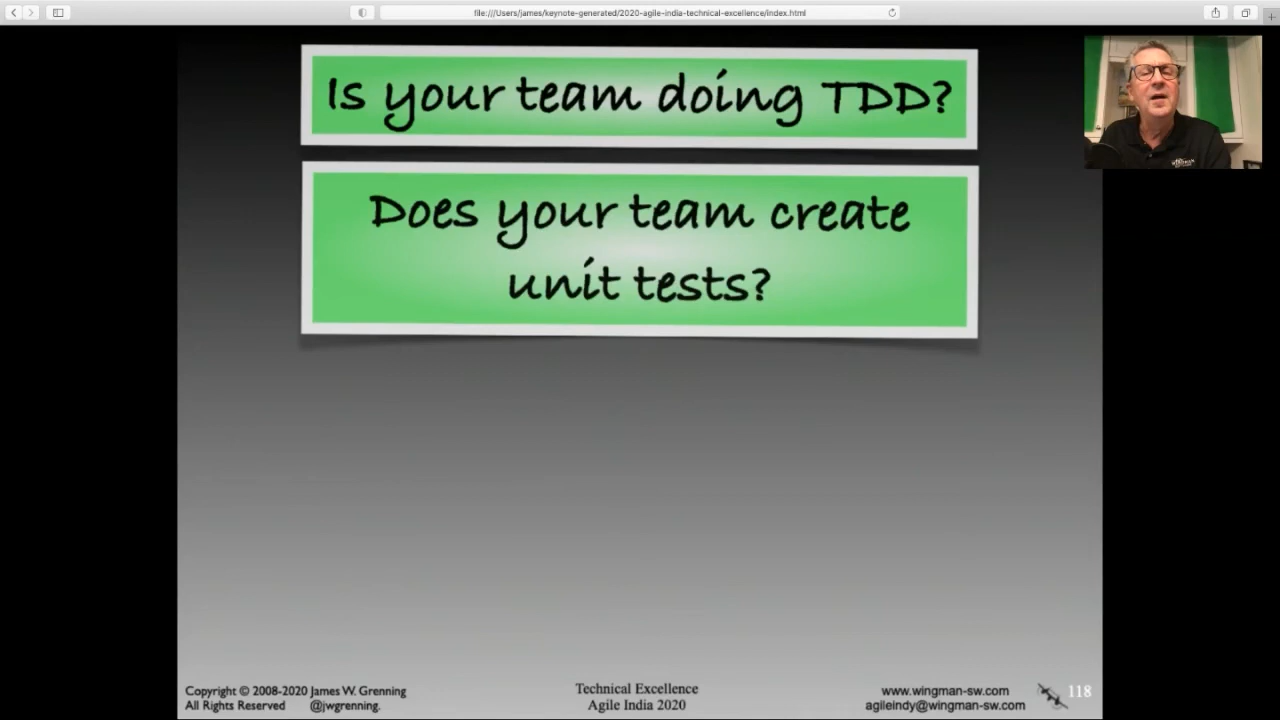 file:///Users/james/keynote-generated/2020-agile-india-technical-excellence/index.html
Is your team doing TDD?
Does your team create
unit tests?
WINGMAN
Copyright © 2008-2020 James W. Grenning
All Rights Reserved @jwgrenning.
Technical Excellence
Agile India 2020
www.wingman-sw.com
agileindy@wingman-sw.com
118